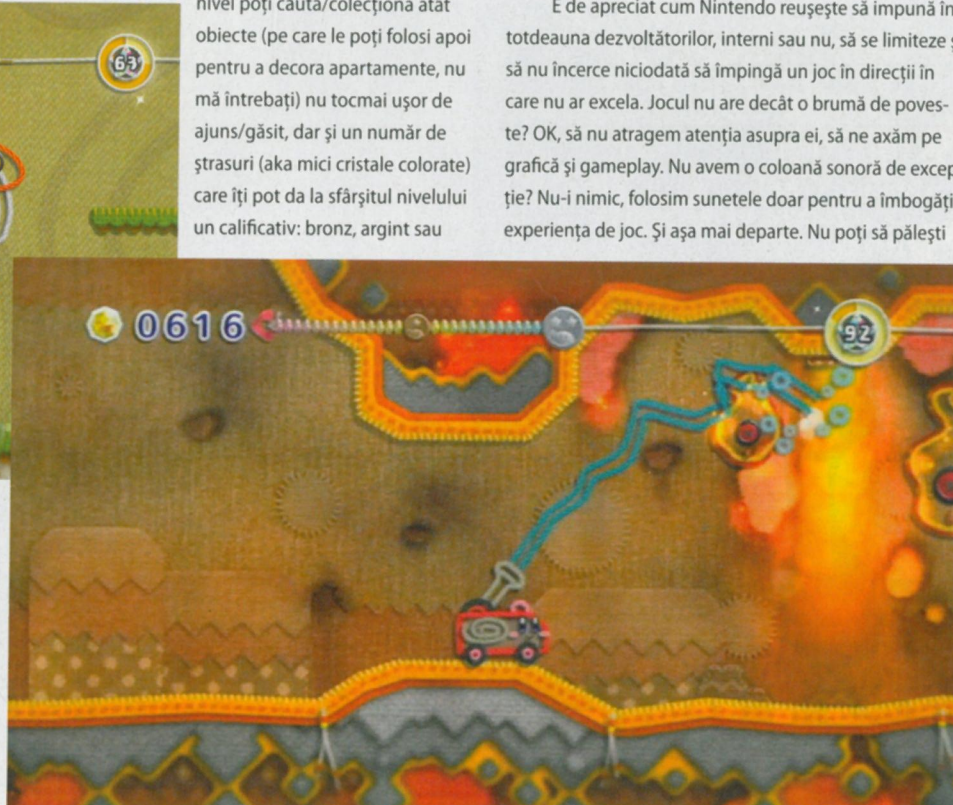 nivel poți căuta/colecționa atât
obiecte (pe care le poți folosi apoi
pentru a decora apartamente, nu
mă întrebați) nu tocmai ușor de
ajuns/găsit, dar și un număr de
ștrasuri (aka mici cristale colorate)
care îți pot da la sfârșitul nivelului
un calificativ: bronz, argint sau
E de apreciat cum Nintendo reușește să impună în
totdeauna dezvoltătorilor, interni sau nu, să se limiteze
să nu încerce niciodată să împingă un joc în direcții în
care nu ar excela. Jocul nu are decât o brumă de poves-
te? OK, să nu atragem atenția asupra ei, să ne axăm pe
grafică și gameplay. Nu avem o coloană sonoră de excep
ție? Nu-i nimic, folosim sunetele doar pentru a îmbogăți
experiența de joc. Și așa mai departe. Nu poți să pălești
63
0616
92